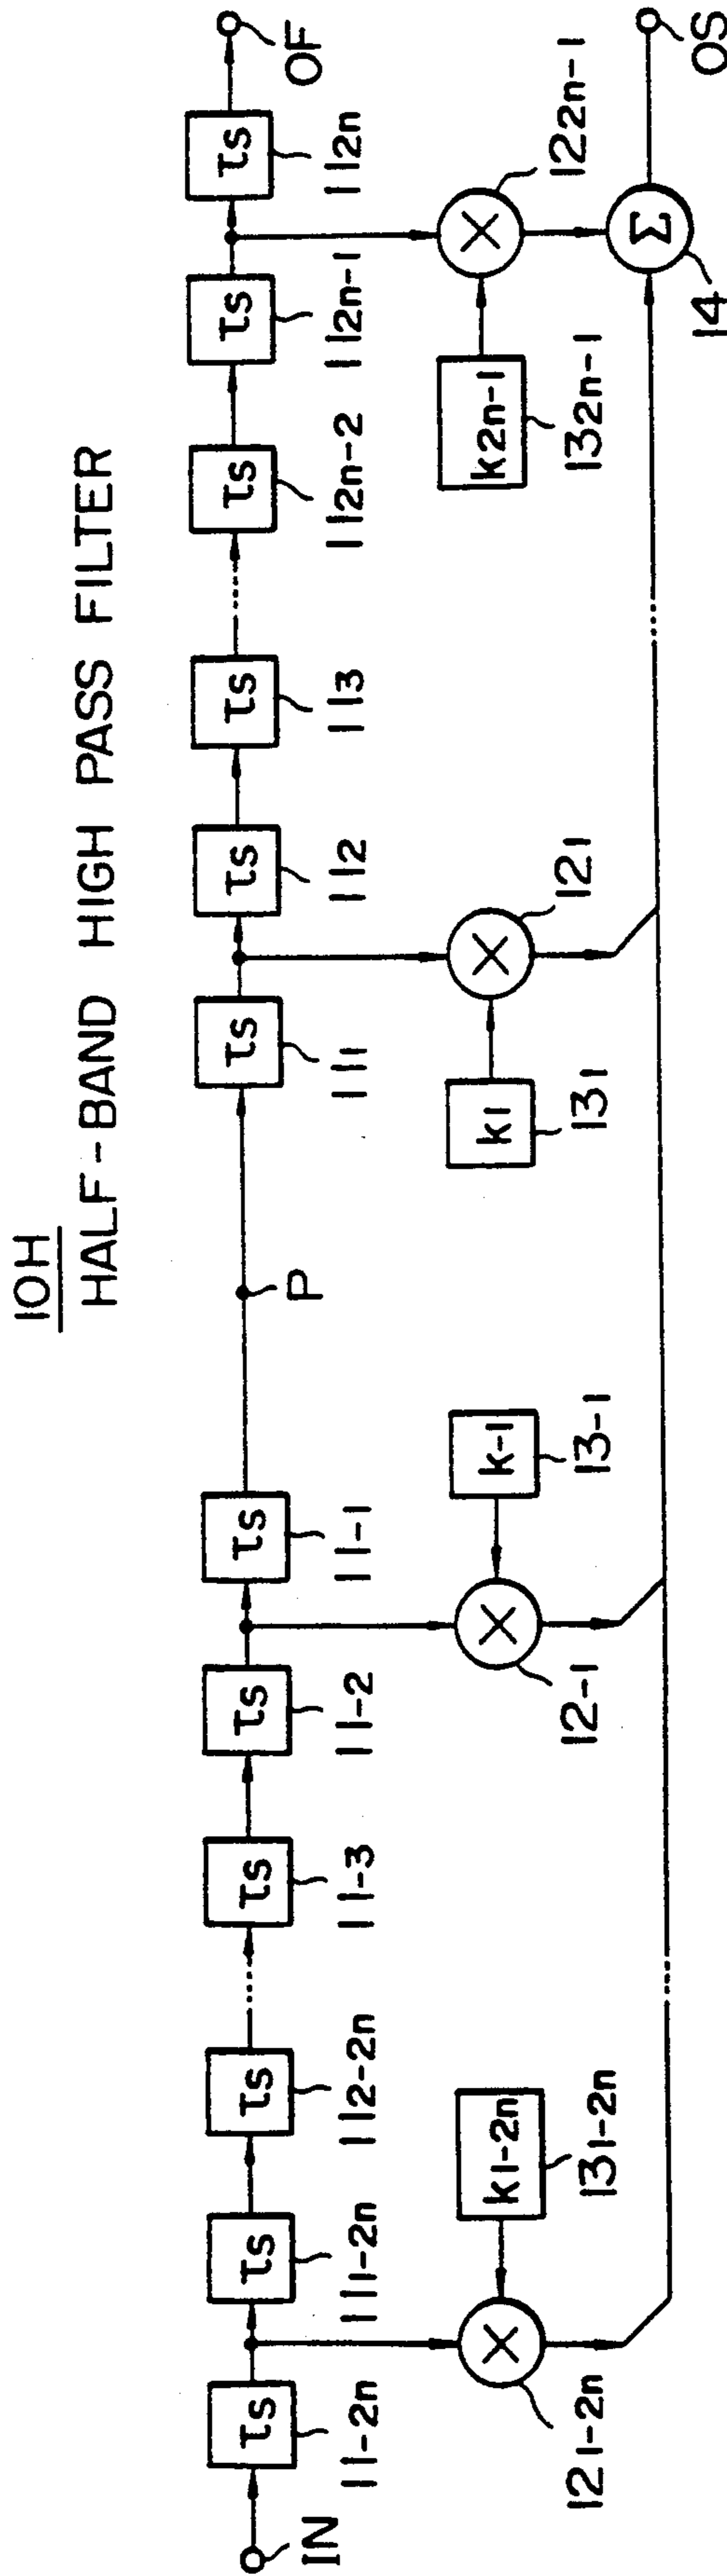 10H
HALF-BAND HIGH PASS FILTER
IN
τs τs τs τs τs τs P τs τs τs τs τs τs OF
11-2n 111-2n 112-2n 11-3 11-2 11-1 111 112 113 112n-2 112n-1 112n
k1-2n k-1 k1 k2n-1
× × × ×
121-2n 131-2n 12-1 13-1 131 121 132n-1 122n-1
Σ
14
OS